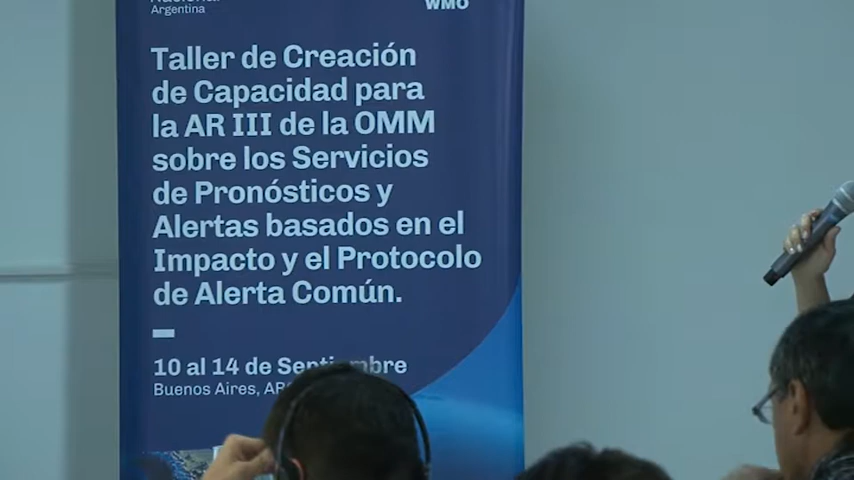 Argentina
WMO
Taller de Creación
de Capacidad para
la AR III de la OMM
sobre los Servicios
de Pronósticos y
Alertas basados en el
Impacto y el Protocolo
de Alerta Común.
10 al 14 de Septiembre
Buenos Aires,